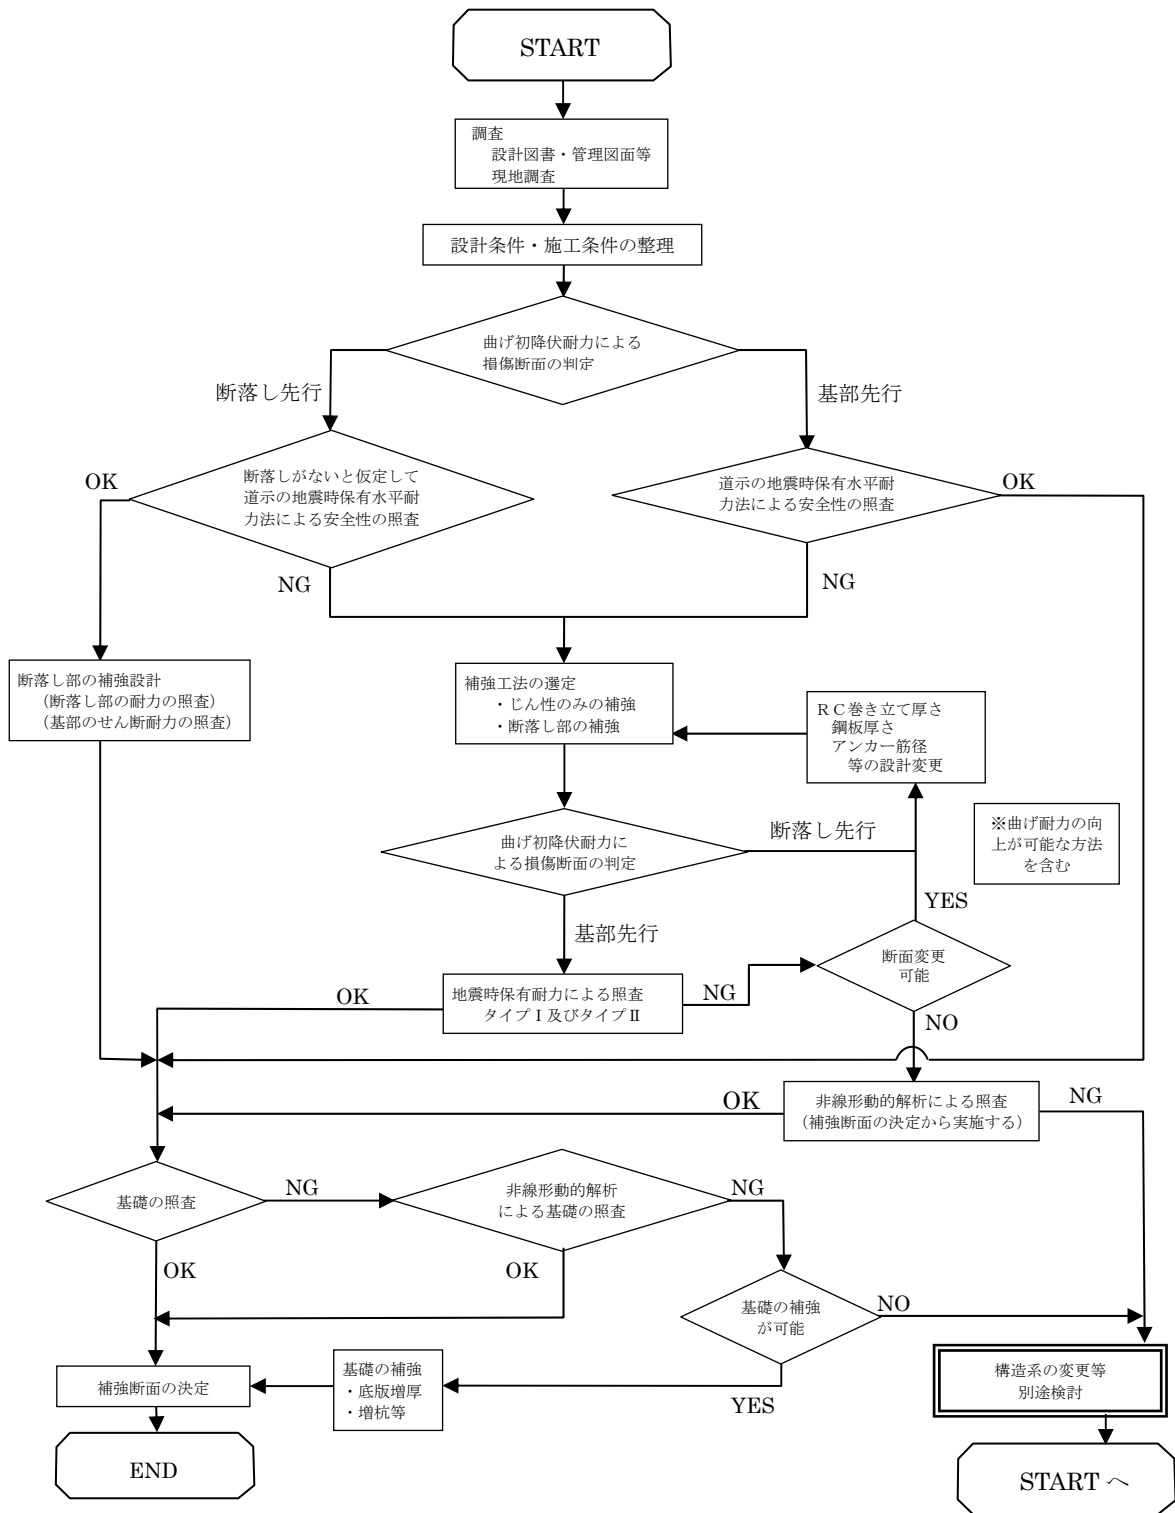 START
調査
設計図書・管理図面等
現地調査
設計条件・施工条件の整理
曲げ初降伏耐力による
損傷断面の判定
断落し先行
基部先行
断落しがないと仮定して
道示の地震時保有水平耐
力法による安全性の照査
OK
NG
道示の地震時保有水平耐
力法による安全性の照査
OK
NG
断落し部の補強設計
（断落し部の耐力の照査）
（基部のせん断耐力の照査）
補強工法の選定
・じん性のみの補強
・断落し部の補強
ＲＣ巻き立て厚さ
鋼板厚さ
アンカー筋径
等の設計変更
※曲げ耐力の向
上が可能な方法
を含む
曲げ初降伏耐力に
よる損傷断面の判定
断落し先行
基部先行
YES
断面変更
可能
NO
地震時保有耐力による照査
タイプⅠ及びタイプⅡ
OK
NG
非線形動的解析による照査
（補強断面の決定から実施する）
OK
NG
基礎の照査
NG
OK
非線形動的解析
による基礎の照査
NG
OK
基礎の補強
が可能
NO
YES
基礎の補強
・底版増厚
・増杭等
補強断面の決定
END
構造系の変更等
別途検討
START へ